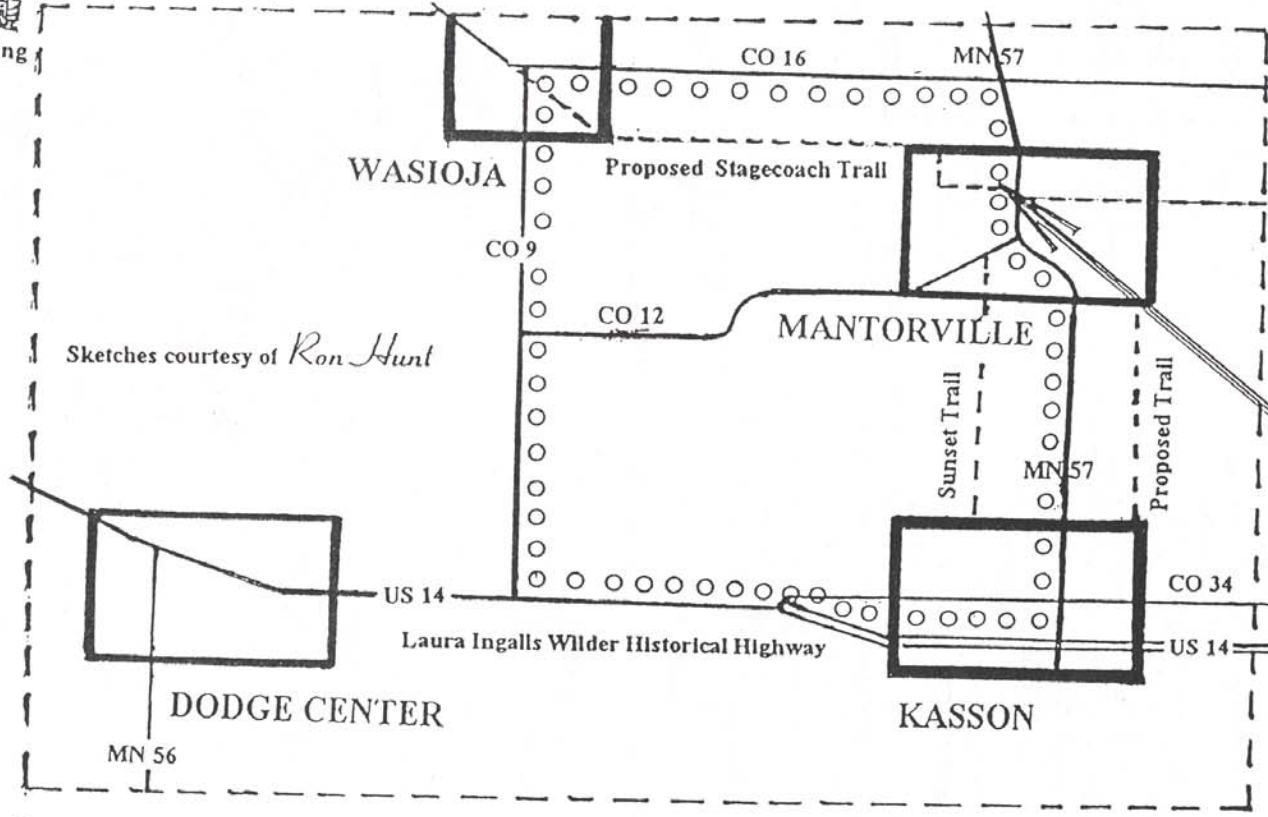 ng
CO 16
MN 57
WASIOJA
Proposed Stagecoach Trail
CO 9
CO 12
MANTORVILLE
Sketches courtesy of Ron Hunt
Sunset Trail
Proposed Trail
MN 57
US 14
CO 34
Laura Ingalls Wilder Historical Highway
US 14
DODGE CENTER
KASSON
MN 56